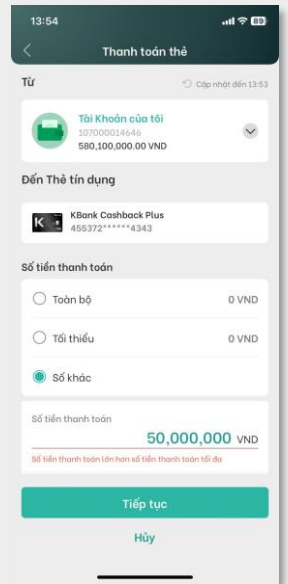 13:54
89
Thanh toán thẻ
Từ
Cập nhật đến 13:53
Tài Khoản của tôi
107000014646
580,100,000.00 VND
Đến Thẻ tín dụng
K
KBank Cashback Plus
455372******4343
Số tiền thanh toán
Toàn bộ 0 VND
Tối thiểu 0 VND
Số khác
Số tiền thanh toán
50,000,000 VND
Số tiền thanh toán lớn hơn số tiền thanh toán tối đa
Tiếp tục
Hủy